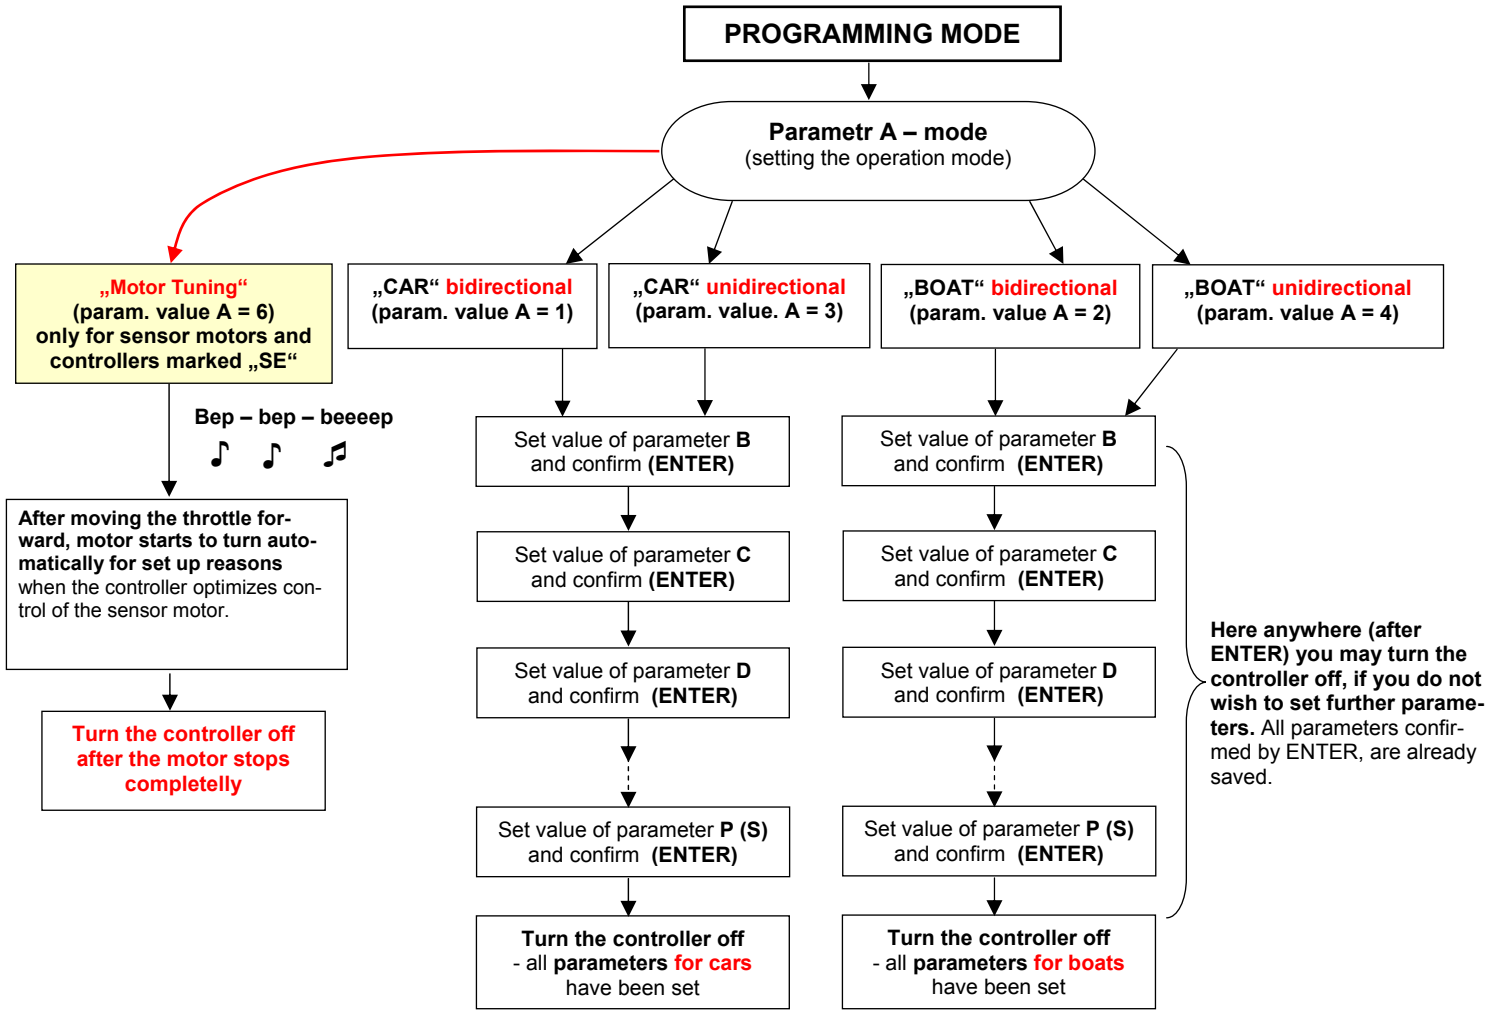 PROGRAMMING MODE
Parametr A – mode
(setting the operation mode)
„Motor Tuning“
(param. value A = 6)
only for sensor motors and
controllers marked „SE“
„CAR“ bidirectional
(param. value A = 1)
„CAR“ unidirectional
(param. value. A = 3)
„BOAT“ bidirectional
(param. value A = 2)
„BOAT“ unidirectional
(param. value A = 4)
Bep – bep – beeeep
After moving the throttle for-
ward, motor starts to turn auto-
matically for set up reasons
when the controller optimizes con-
trol of the sensor motor.
Turn the controller off
after the motor stops
completelly
Set value of parameter B
and confirm (ENTER)
Set value of parameter C
and confirm (ENTER)
Set value of parameter D
and confirm (ENTER)
Set value of parameter P (S)
and confirm (ENTER)
Turn the controller off
- all parameters for cars
have been set
Set value of parameter B
and confirm (ENTER)
Set value of parameter C
and confirm (ENTER)
Set value of parameter D
and confirm (ENTER)
Set value of parameter P (S)
and confirm (ENTER)
Turn the controller off
- all parameters for boats
have been set
Here anywhere (after
ENTER) you may turn the
controller off, if you do not
wish to set further parame-
ters. All parameters confir-
med by ENTER, are already
saved.